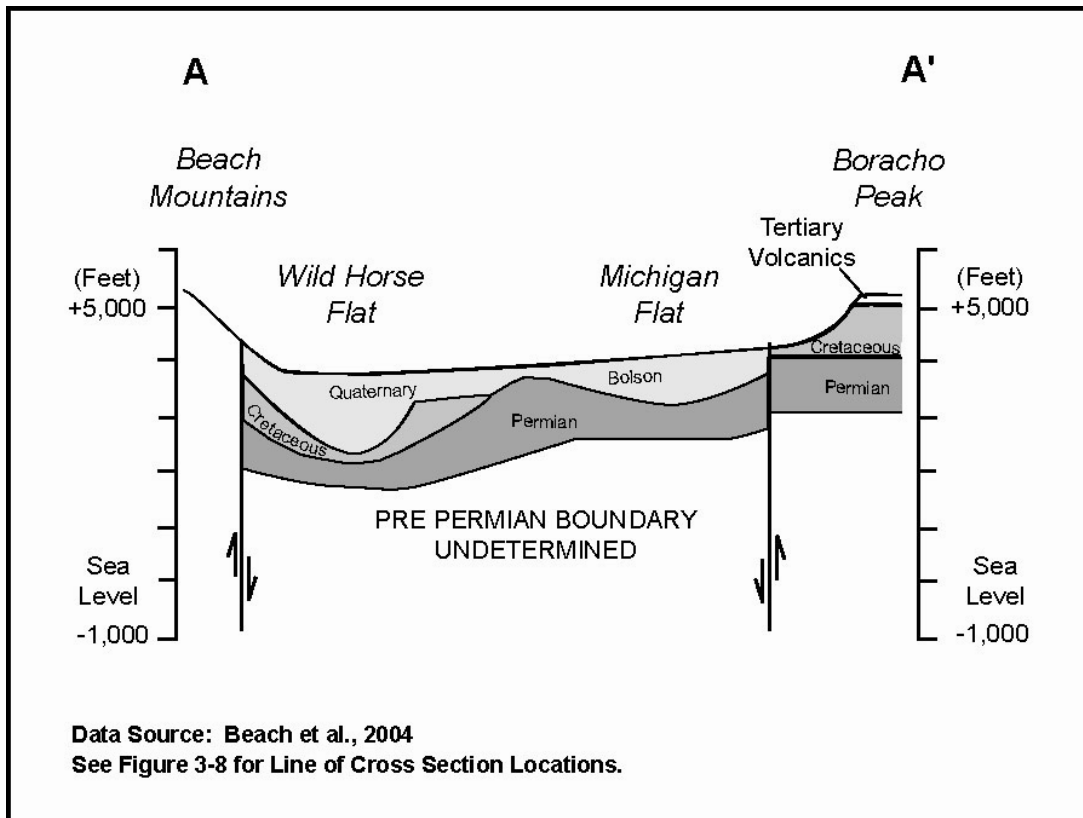 A
A'
Beach
Mountains
Boracho
Peak
Tertiary
Volcanics
(Feet)
+5,000
Wild Horse
Flat
Michigan
Flat
(Feet)
+5,000
Cretaceous
Quaternary
Bolson
Permian
Cretaceous
Permian
PRE PERMIAN BOUNDARY
UNDETERMINED
Sea
Level
-1,000
Sea
Level
-1,000
Data Source: Beach et al., 2004
See Figure 3-8 for Line of Cross Section Locations.